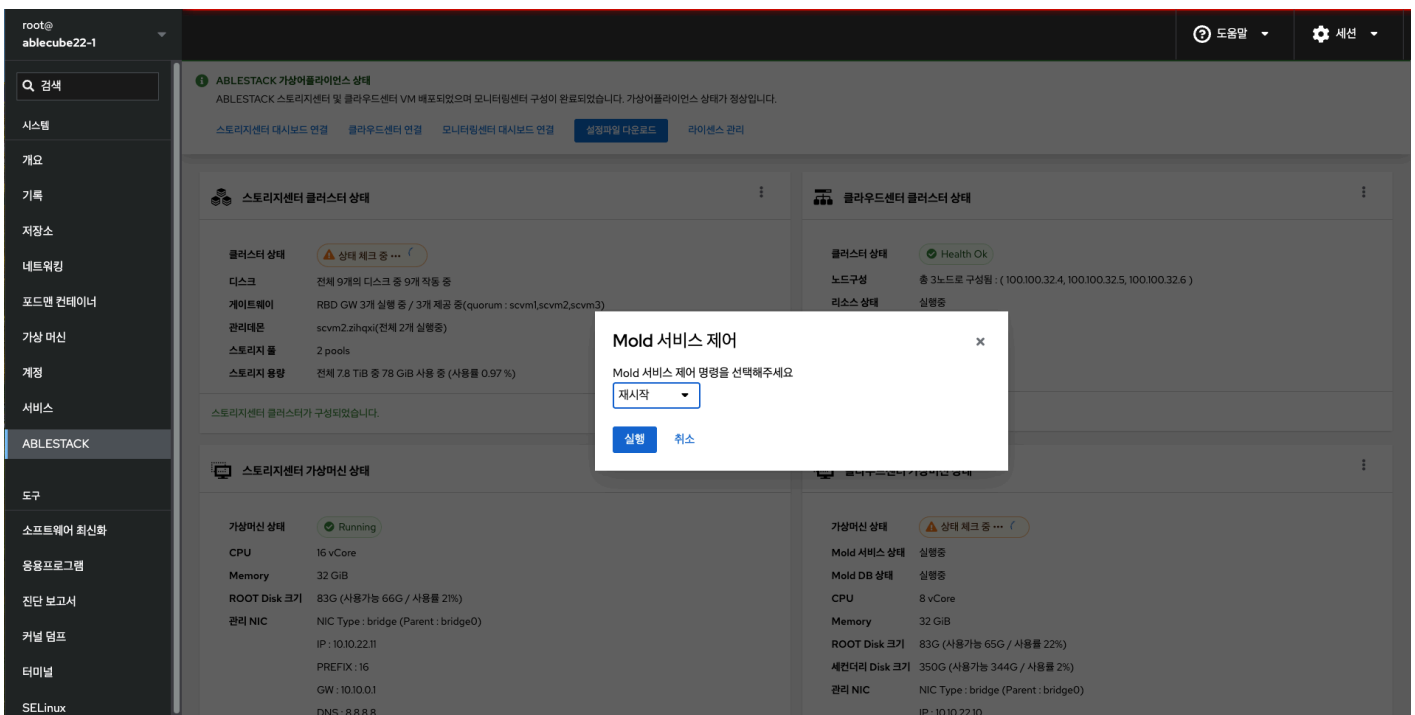 root@
ablecube22-1
도움말
세션
검색
시스템
개요
기록
저장소
네트워킹
포드맨 컨테이너
가상 머신
계정
서비스
ABLESTACK
도구
소프트웨어 최신화
응용프로그램
진단 보고서
커널 덤프
터미널
SELinux
ABLESTACK 가상어플라이언스 상태
ABLESTACK 스토리지센터 및 클라우드센터 VM 배포되었으며 모니터링센터 구성이 완료되었습니다. 가상어플라이언스 상태가 정상입니다.
스토리지센터 대시보드 연결 클라우드센터 연결 모니터링센터 대시보드 연결 설정파일 다운로드 라이센스 관리
스토리지센터 클러스터 상태
클러스터 상태 상태 체크 중 •••
디스크 전체 9개의 디스크 중 9개 작동 중
게이트웨이 RBD GW 3개 실행 중 / 3개 제공 중(quorum : scvm1,scvm2,scvm3)
관리데몬 scvm2.zihqxi(전체 2개 실행중)
스토리지 풀 2 pools
스토리지 용량 전체 7.8 TiB 중 78 GiB 사용 중 (사용률 0.97 %)
스토리지센터 클러스터가 구성되었습니다.
클라우드센터 클러스터 상태
클러스터 상태 Health Ok
노드구성 총 3노드로 구성됨 : ( 100.100.32.4, 100.100.32.5, 100.100.32.6 )
리소스 상태 실행중
Mold 서비스 제어
Mold 서비스 제어 명령을 선택해주세요
재시작
실행 취소
스토리지센터 가상머신 상태
가상머신 상태 Running
CPU 16 vCore
Memory 32 GiB
ROOT Disk 크기 83G (사용가능 66G / 사용률 21%)
관리 NIC NIC Type : bridge (Parent : bridge0)
IP : 10.10.22.11
PREFIX : 16
GW : 10.10.0.1
DNS : 8.8.8.8
클라우드센터 가상머신 상태
가상머신 상태 상태 체크 중 •••
Mold 서비스 상태 실행중
Mold DB 상태 실행중
CPU 8 vCore
Memory 32 GiB
ROOT Disk 크기 83G (사용가능 65G / 사용률 22%)
세컨더리 Disk 크기 350G (사용가능 344G / 사용률 2%)
관리 NIC NIC Type : bridge (Parent : bridge0)
IP : 10.10.22.10